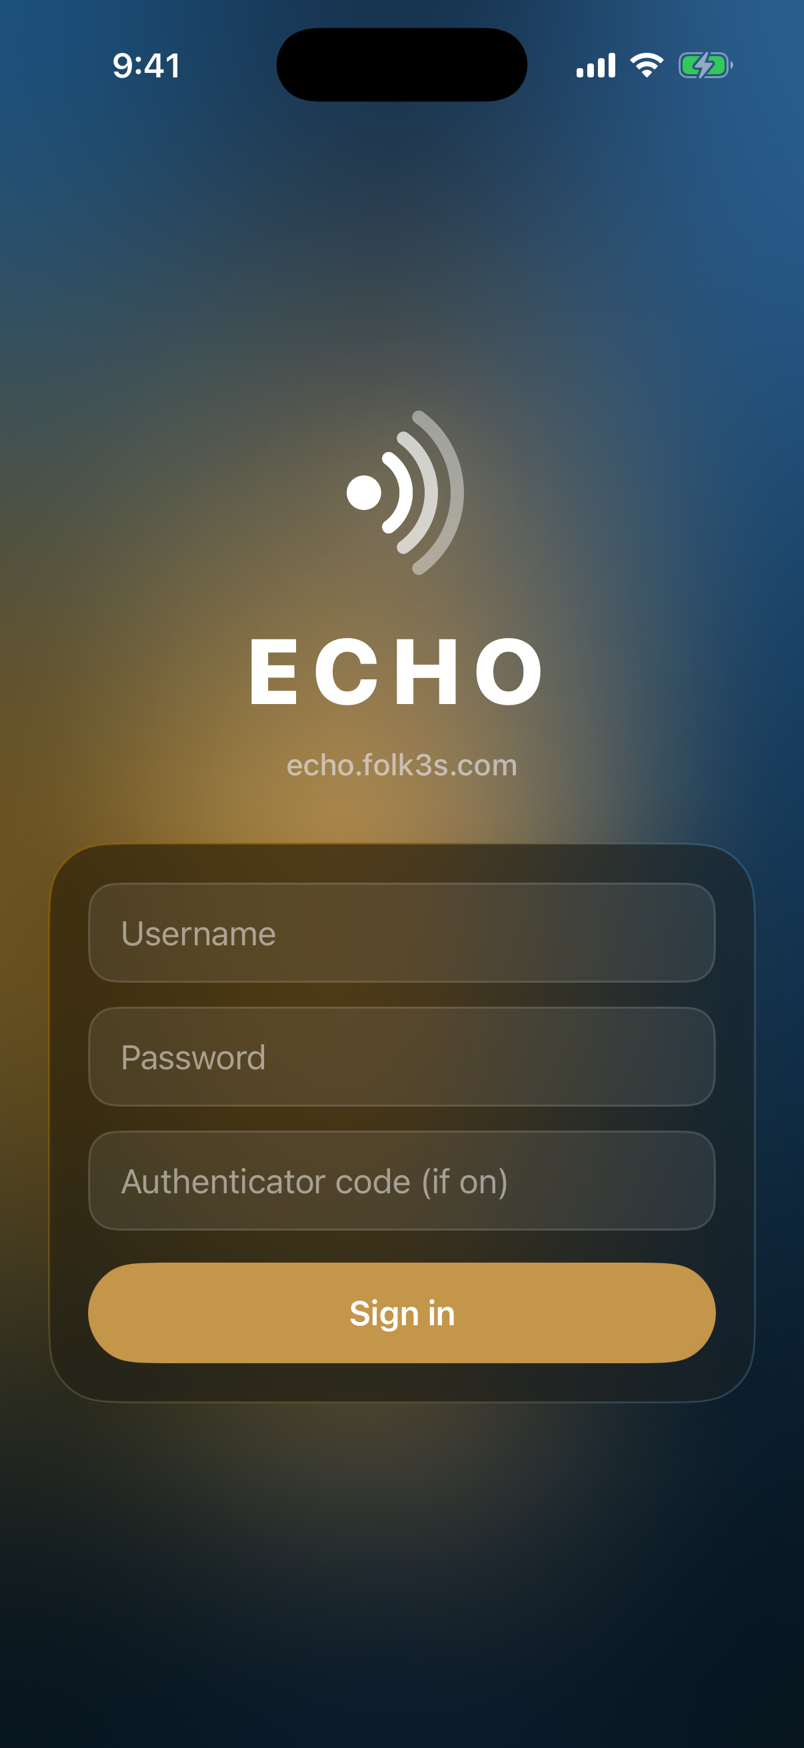 9:41
ECHO
echo.folk3s.com
Username
Password
Authenticator code (if on)
Sign in